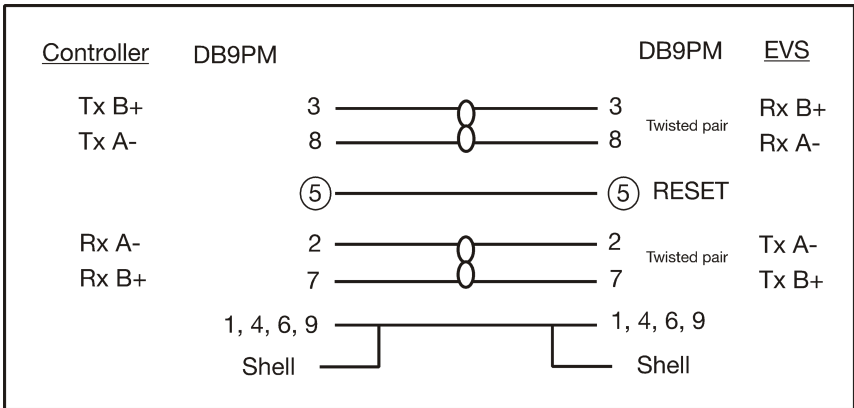 Controller DB9PM DB9PM EVS
Tx B+ 3 3 Rx B+
Twisted pair
Tx A- 8 8 Rx A-
5 5 RESET
Rx A- 2 2 Tx A-
Twisted pair
Rx B+ 7 7 Tx B+
1, 4, 6, 9 1, 4, 6, 9
Shell Shell